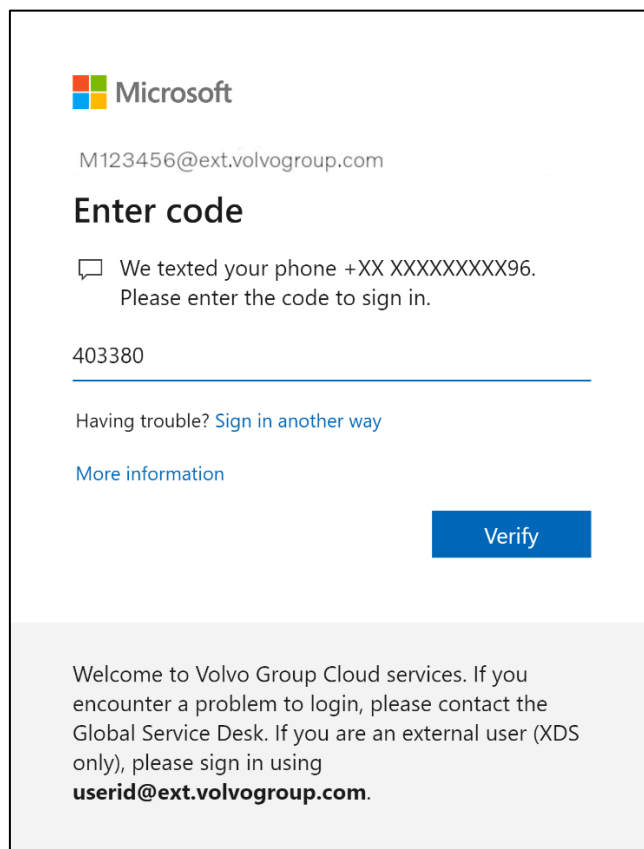 Microsoft
M123456@ext.volvogroup.com
Enter code
We texted your phone +XX XXXXXXXXX96.
Please enter the code to sign in.
403380
Having trouble? Sign in another way
More information
Verify
Welcome to Volvo Group Cloud services. If you
encounter a problem to login, please contact the
Global Service Desk. If you are an external user (XDS
only), please sign in using
userid@ext.volvogroup.com.